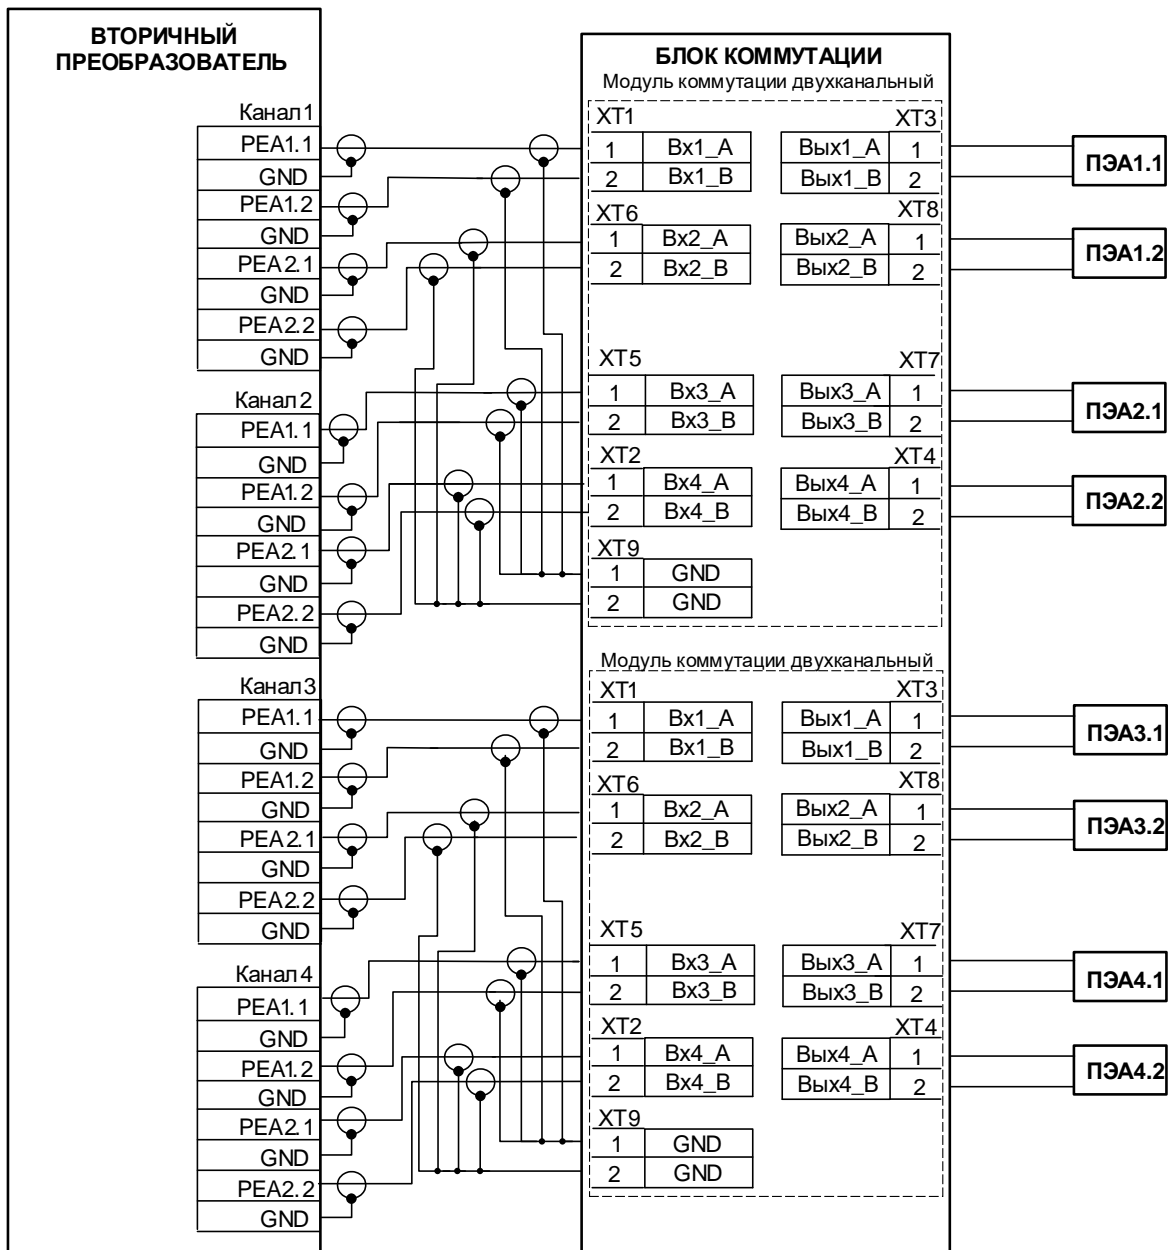 ВТОРИЧНЫЙ
ПРЕОБРАЗОВАТЕЛЬ
Канал 1
PEA1.1
GND
PEA1.2
GND
PEA2.1
GND
PEA2.2
GND
Канал 2
PEA1.1
GND
PEA1.2
GND
PEA2.1
GND
PEA2.2
GND
Канал 3
PEA1.1
GND
PEA1.2
GND
PEA2.1
GND
PEA2.2
GND
Канал 4
PEA1.1
GND
PEA1.2
GND
PEA2.1
GND
PEA2.2
GND
БЛОК КОММУТАЦИИ
Модуль коммутации двухканальный
XT1 XT3
1 Вх1_А Вых1_А 1
2 Вх1_В Вых1_В 2
XT6 XT8
1 Вх2_А Вых2_А 1
2 Вх2_В Вых2_В 2
XT5 XT7
1 Вх3_А Вых3_А 1
2 Вх3_В Вых3_В 2
XT2 XT4
1 Вх4_А Вых4_А 1
2 Вх4_В Вых4_В 2
XT9
1 GND
2 GND
Модуль коммутации двухканальный
XT1 XT3
1 Вх1_А Вых1_А 1
2 Вх1_В Вых1_В 2
XT6 XT8
1 Вх2_А Вых2_А 1
2 Вх2_В Вых2_В 2
XT5 XT7
1 Вх3_А Вых3_А 1
2 Вх3_В Вых3_В 2
XT2 XT4
1 Вх4_А Вых4_А 1
2 Вх4_В Вых4_В 2
XT9
1 GND
2 GND
ПЭА1.1
ПЭА1.2
ПЭА2.1
ПЭА2.2
ПЭА3.1
ПЭА3.2
ПЭА4.1
ПЭА4.2